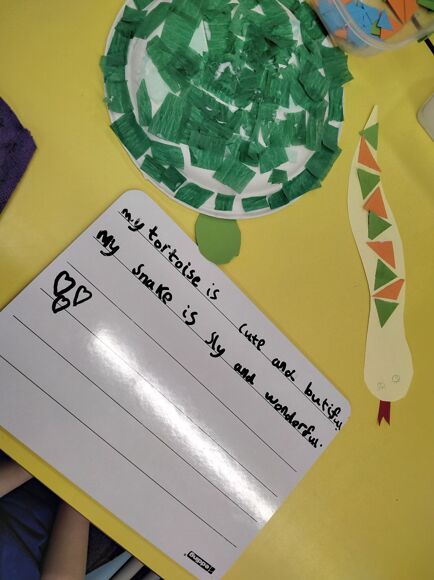 my tortoise is cute and butiful
My snake is sly and wonderful.